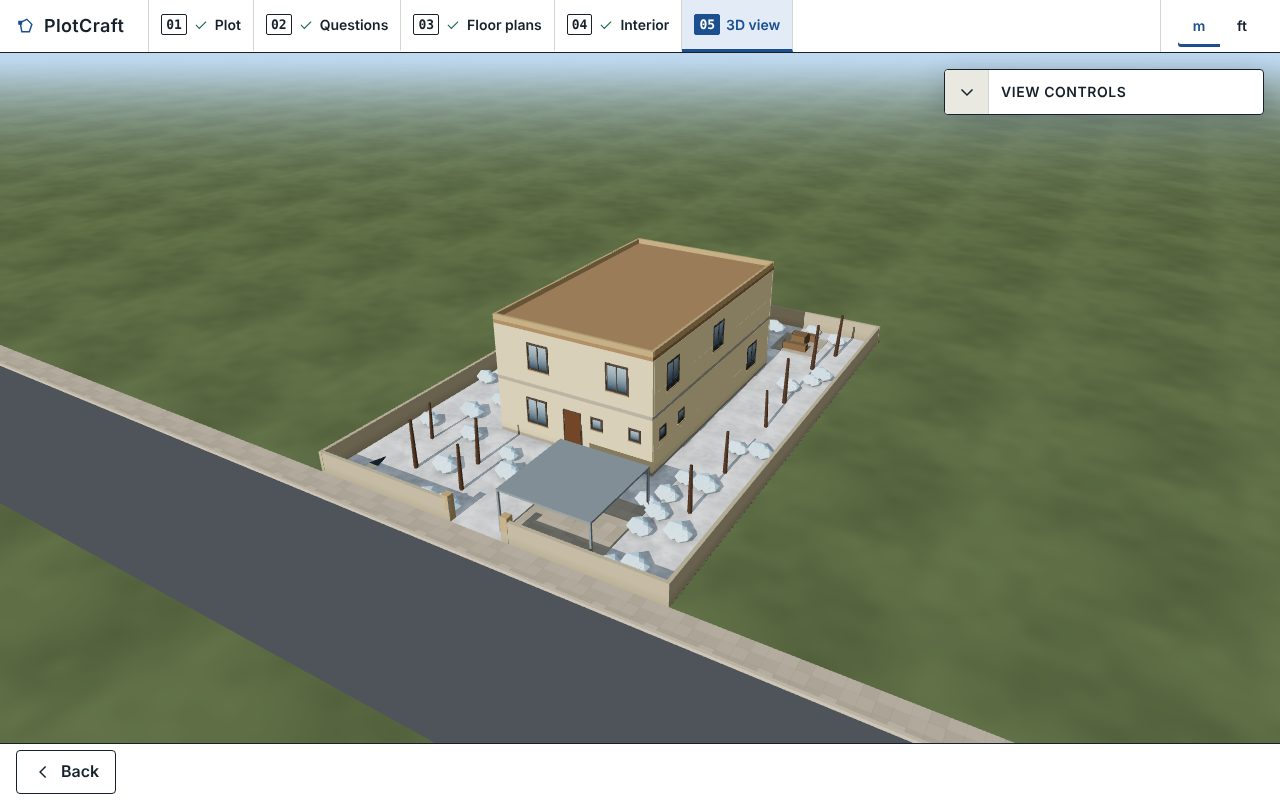 PlotCraft
01 Plot
02 Questions
03 Floor plans
04 Interior
05 3D view
m ft
VIEW CONTROLS
Back